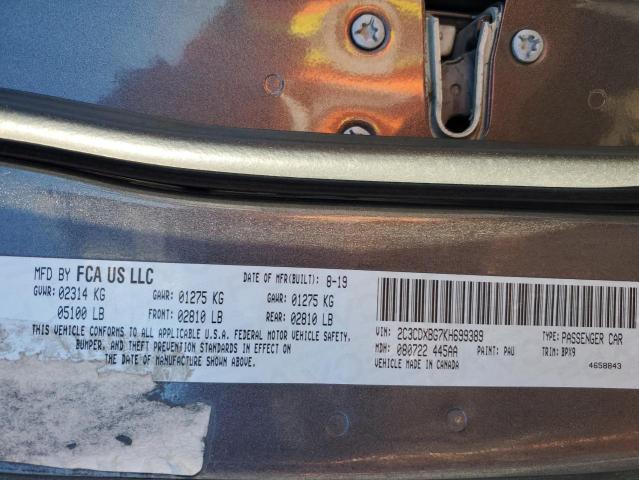 MFD BY FCA US LLC DATE OF MFR(BUILT): 8-19
GVWR: 02314 KG GAWR: 01275 KG GAWR: 01275 KG
05100 LB FRONT: 02810 LB REAR: 02810 LB
THIS VEHICLE CONFORMS TO ALL APPLICABLE U.S.A. FEDERAL MOTOR VEHICLE SAFETY,
BUMPER, AND THEFT PREVENTION STANDARDS IN EFFECT ON
THE DATE OF MANUFACTURE SHOWN ABOVE.
VIN: 2C3CDXBG7KH699389 TYPE: PASSENGER CAR
MDH: 080722 445AA PAINT: PAU TRIM: BPX9
VEHICLE MADE IN CANADA 4658843